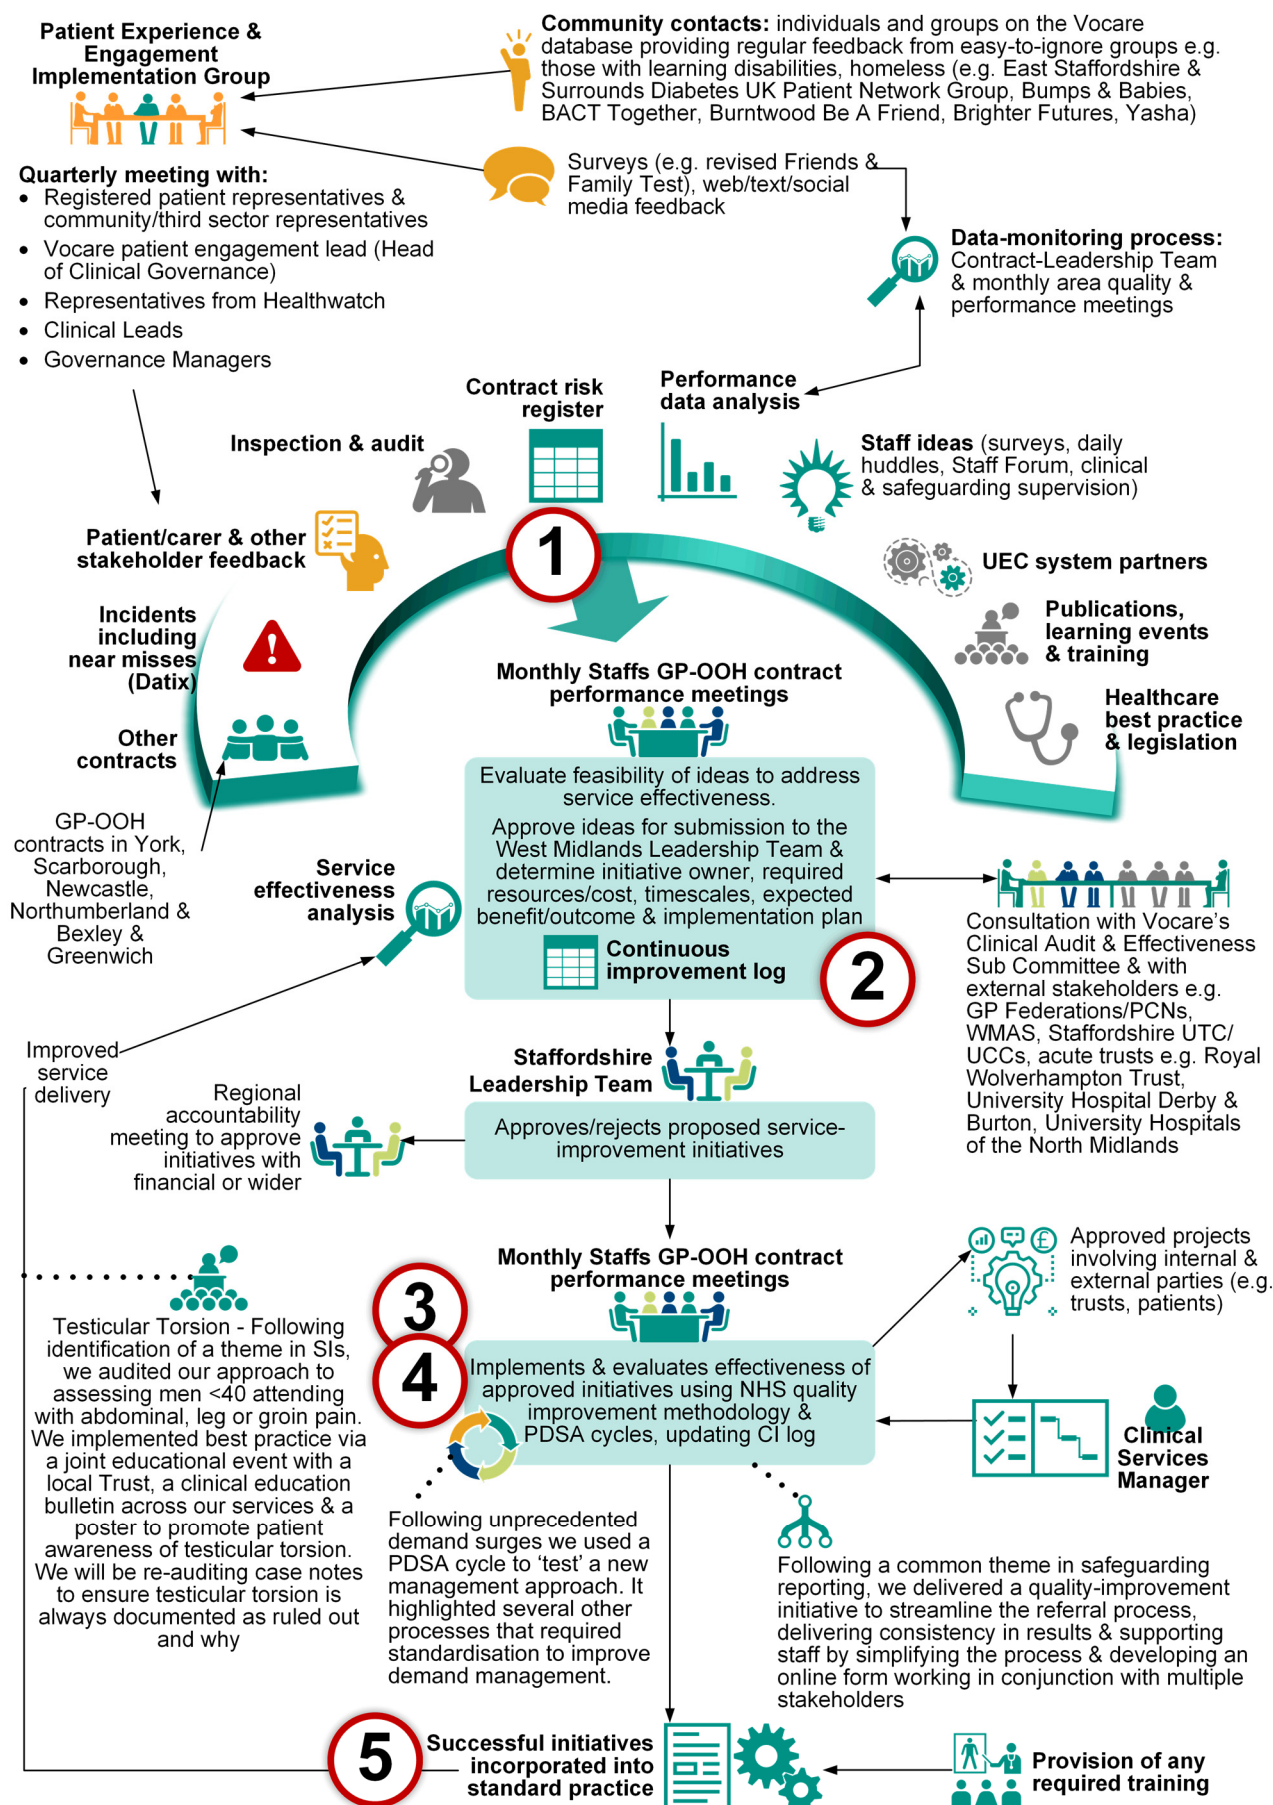 Patient Experience &
Engagement
Implementation Group
Community contacts: individuals and groups on the Vocare
database providing regular feedback from easy-to-ignore groups e.g.
those with learning disabilities, homeless (e.g. East Staffordshire &
Surrounds Diabetes UK Patient Network Group, Bumps & Babies,
BACT Together, Burntwood Be A Friend, Brighter Futures, Yasha)
Surveys (e.g. revised Friends &
Family Test), web/text/social
media feedback
Quarterly meeting with:
• Registered patient representatives &
community/third sector representatives
• Vocare patient engagement lead (Head
of Clinical Governance)
• Representatives from Healthwatch
• Clinical Leads
• Governance Managers
Data-monitoring process:
Contract-Leadership Team
& monthly area quality &
performance meetings
Contract risk
register
Performance
data analysis
Inspection & audit
Staff ideas (surveys, daily
huddles, Staff Forum, clinical
& safeguarding supervision)
Patient/carer & other
stakeholder feedback
1
UEC system partners
Incidents
including
near misses
(Datix)
!
Publications,
learning events
& training
Other
contracts
Healthcare
best practice
& legislation
Monthly Staffs GP-OOH contract
performance meetings
Evaluate feasibility of ideas to address
service effectiveness.
Approve ideas for submission to the
West Midlands Leadership Team &
determine initiative owner, required
resources/cost, timescales, expected
benefit/outcome & implementation plan
Continuous
improvement log
2
GP-OOH
contracts in York,
Scarborough,
Newcastle,
Northumberland &
Bexley &
Greenwich
Service
effectiveness
analysis
Consultation with Vocare's
Clinical Audit & Effectiveness
Sub Committee & with
external stakeholders e.g.
GP Federations/PCNs,
WMAS, Staffordshire UTC/
UCCs, acute trusts e.g. Royal
Wolverhampton Trust,
University Hospital Derby &
Burton, University Hospitals
of the North Midlands
Improved
service
delivery
Staffordshire
Leadership Team
Approves/rejects proposed service-
improvement initiatives
Regional
accountability
meeting to approve
initiatives with
financial or wider
Monthly Staffs GP-OOH contract
performance meetings
3
4
Implements & evaluates effectiveness of
approved initiatives using NHS quality
improvement methodology &
PDSA cycles, updating CI log
£
Approved projects
involving internal &
external parties (e.g.
trusts, patients)
Clinical
Services
Manager
Testicular Torsion - Following
identification of a theme in SIs,
we audited our approach to
assessing men <40 attending
with abdominal, leg or groin pain.
We implemented best practice via
a joint educational event with a
local Trust, a clinical education
bulletin across our services & a
poster to promote patient
awareness of testicular torsion.
We will be re-auditing case notes
to ensure testicular torsion is
always documented as ruled out
and why
Following unprecedented
demand surges we used a
PDSA cycle to 'test' a new
management approach. It
highlighted several other
processes that required
standardisation to improve
demand management.
Following a common theme in safeguarding
reporting, we delivered a quality-improvement
initiative to streamline the referral process,
delivering consistency in results & supporting
staff by simplifying the process & developing an
online form working in conjunction with multiple
stakeholders
5
Successful initiatives
incorporated into
standard practice
Provision of any
required training